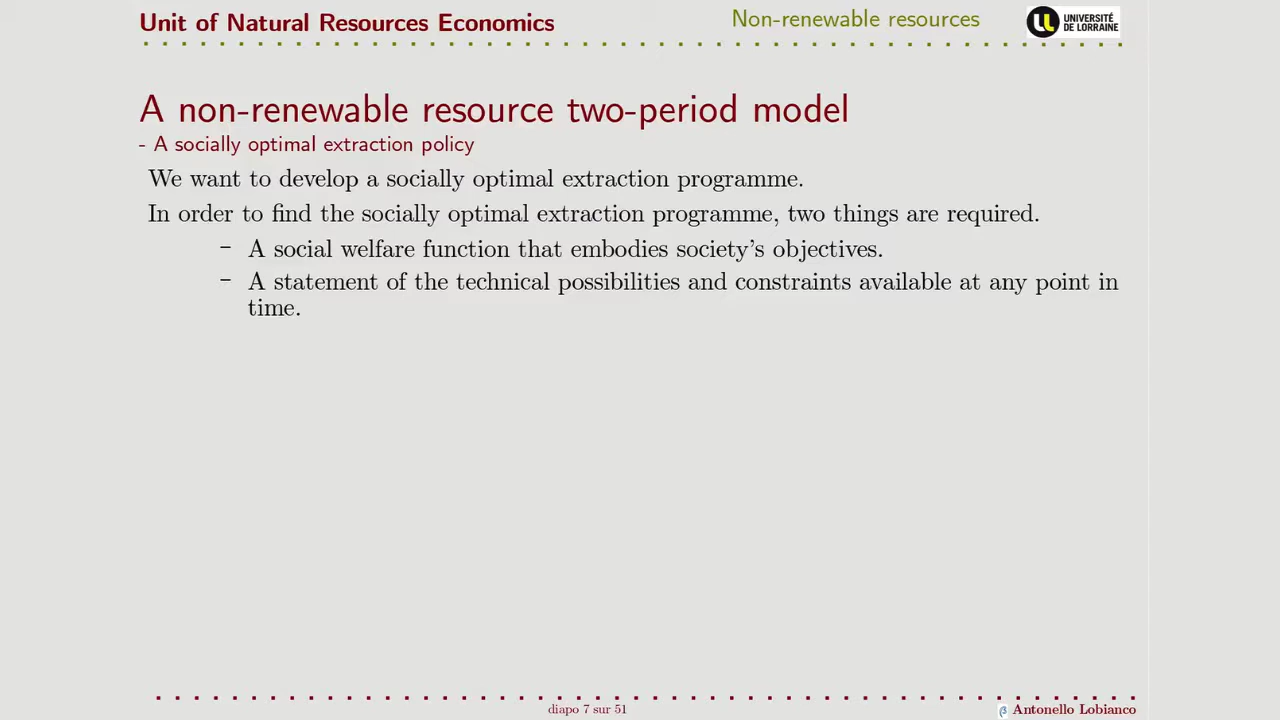 Unit of Natural Resources Economics
Non-renewable resources
UNIVERSITÉ
DE LORRAINE
A non-renewable resource two-period model
- A socially optimal extraction policy
We want to develop a socially optimal extraction programme.
In order to find the socially optimal extraction programme, two things are required.
– A social welfare function that embodies society's objectives.
– A statement of the technical possibilities and constraints available at any point in
time.
diapo 7 sur 51
β Antonello Lobianco